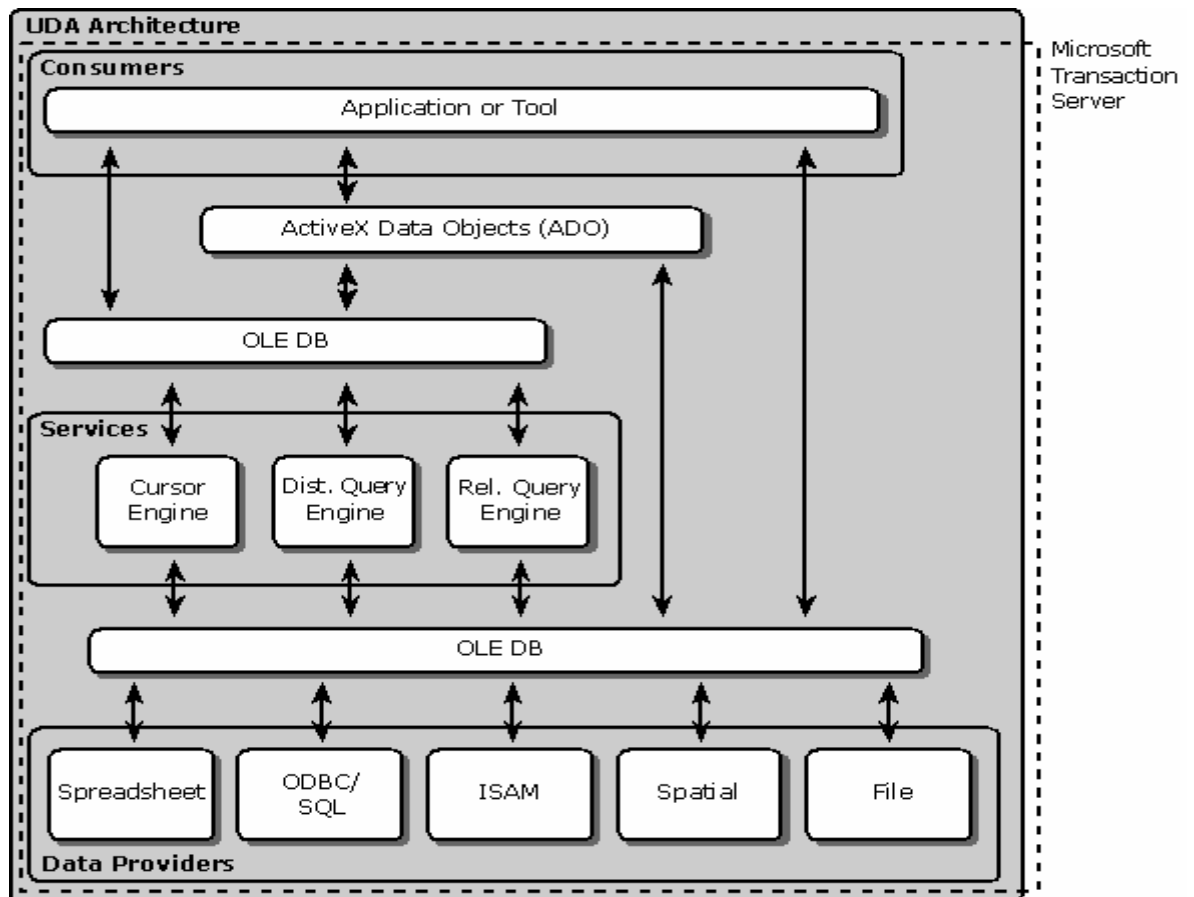 UDA Architecture
Microsoft
Transaction
Server
Consumers
Application or Tool
ActiveX Data Objects (ADO)
OLE DB
Services
Cursor
Engine
Dist. Query
Engine
Rel. Query
Engine
OLE DB
Spreadsheet
ODBC/
SQL
ISAM
Spatial
File
Data Providers